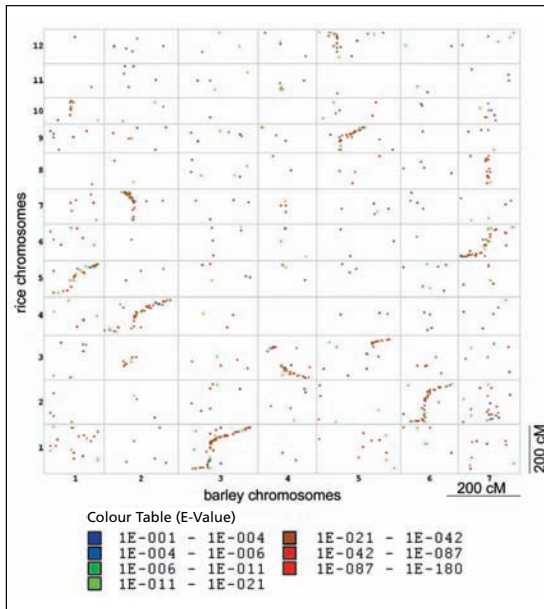 12
11
10
9
8
7
6
5
4
3
2
1
rice chromosomes
200 cM
1 2 3 4 5 6 7
barley chromosomes
200 cM
Colour Table (E-Value)
1E-001 - 1E-004
1E-004 - 1E-006
1E-006 - 1E-011
1E-011 - 1E-021
1E-021 - 1E-042
1E-042 - 1E-087
1E-087 - 1E-180